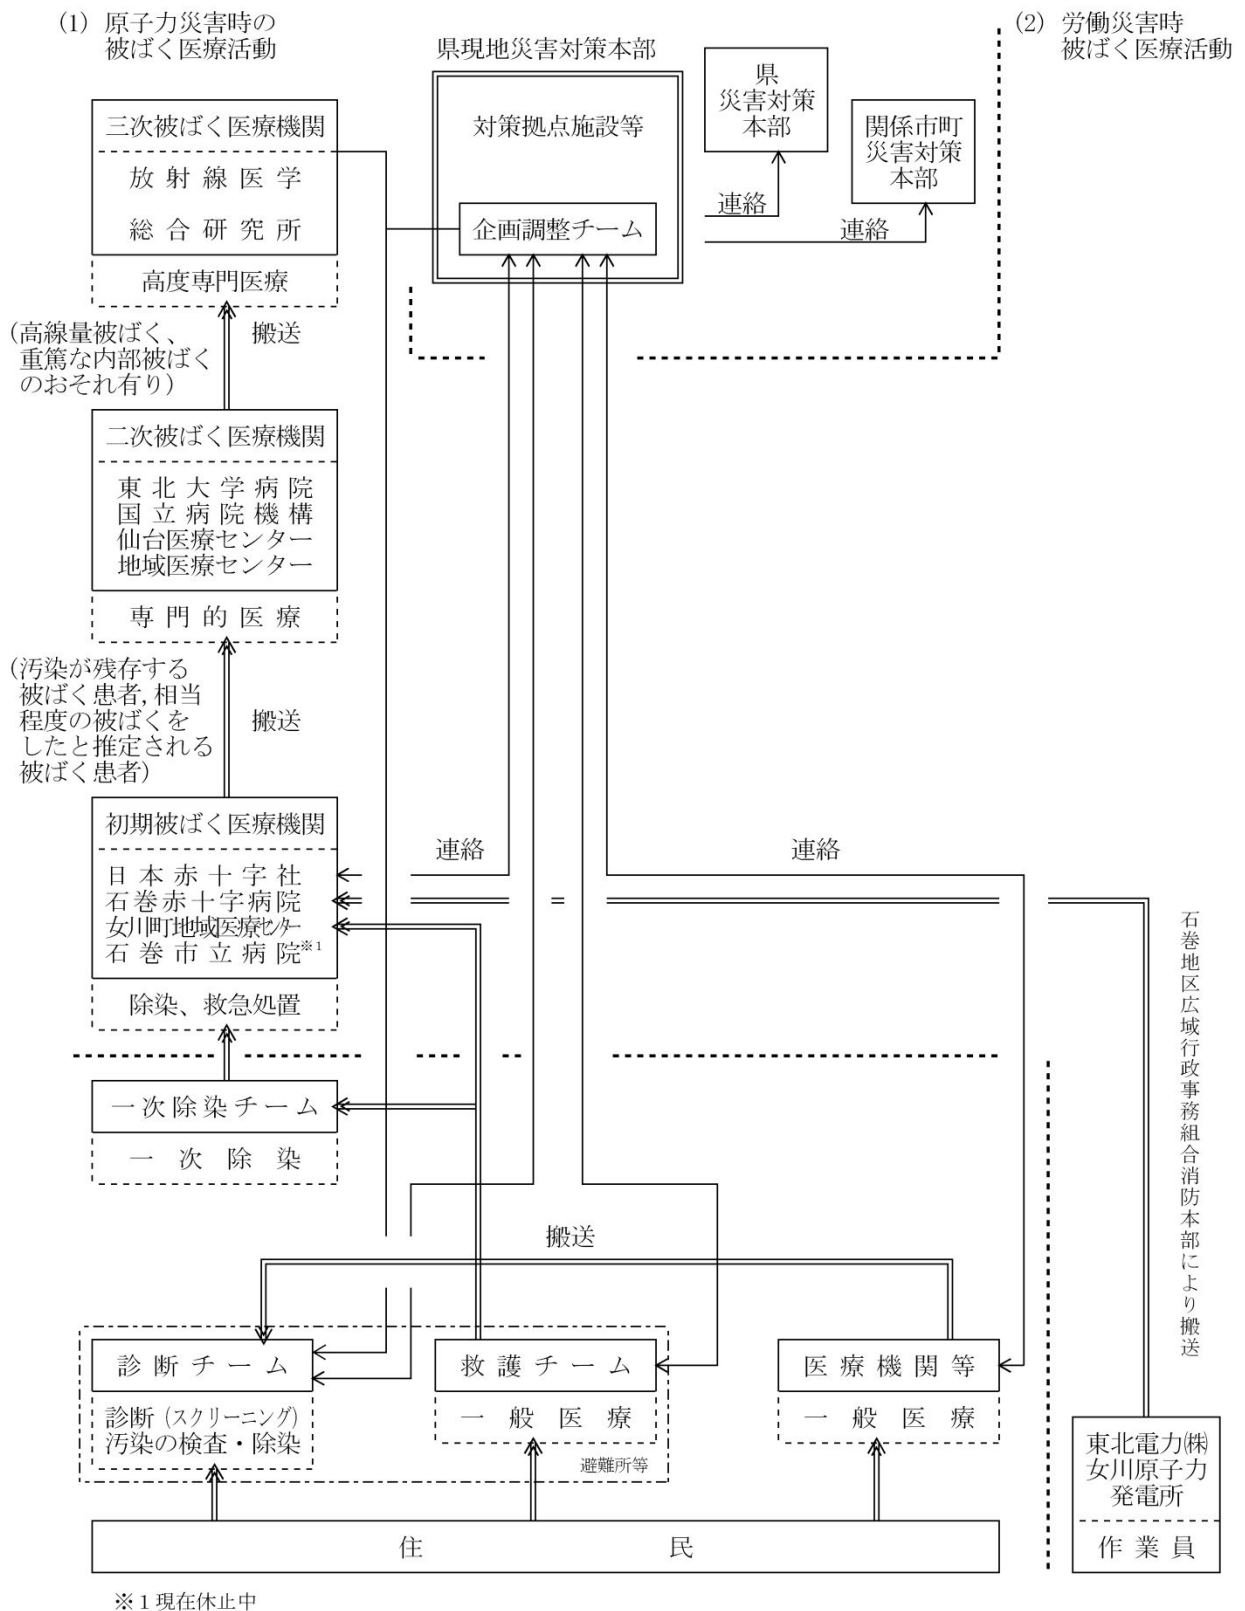 (1) 原子力災害時の
被ばく医療活動
(2) 労働災害時
被ばく医療活動
県現地災害対策本部
対策拠点施設等
企画調整チーム
県
災害対策
本部
関係市町
災害対策
本部
連絡
連絡
三次被ばく医療機関
放射線医学
総合研究所
高度専門医療
(高線量被ばく、
重篤な内部被ばく
のおそれ有り)
搬送
二次被ばく医療機関
東北大学病院
国立病院機構
仙台医療センター
地域医療センター
専門的医療
(汚染が残存する
被ばく患者,相当
程度の被ばくを
したと推定される
被ばく患者)
搬送
初期被ばく医療機関
日本赤十字社
石巻赤十字病院
女川町地域医療センター
石巻市立病院※1
除染、救急処置
連絡
連絡
一次除染チーム
一次除染
搬送
診断チーム
診断(スクリーニング)
汚染の検査・除染
救護チーム
一般医療
避難所等
医療機関等
一般医療
住民
石巻地区広域行政事務組合消防本部により搬送
東北電力㈱
女川原子力
発電所
作業員
※1現在休止中